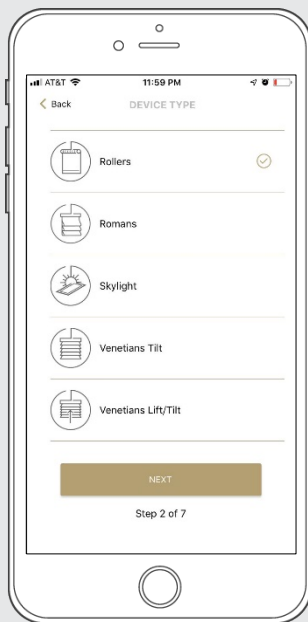 AT&T 11:59 PM
Back DEVICE TYPE
Rollers
Romans
Skylight
Venetians Tilt
Venetians Lift/Tilt
NEXT
Step 2 of 7